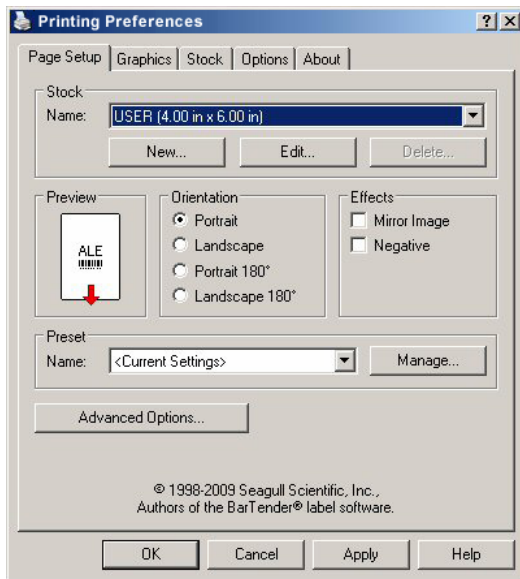 Printing Preferences
Page Setup Graphics Stock Options About
Stock
Name: USER (4.00 in x 6.00 in)
New... Edit... Delete...
Preview Orientation Effects
ALE
Portrait
Landscape
Portrait 180°
Landscape 180°
Mirror Image
Negative
Preset
Name: <Current Settings> Manage...
Advanced Options...
© 1998-2009 Seagull Scientific, Inc.,
Authors of the BarTender® label software.
OK Cancel Apply Help